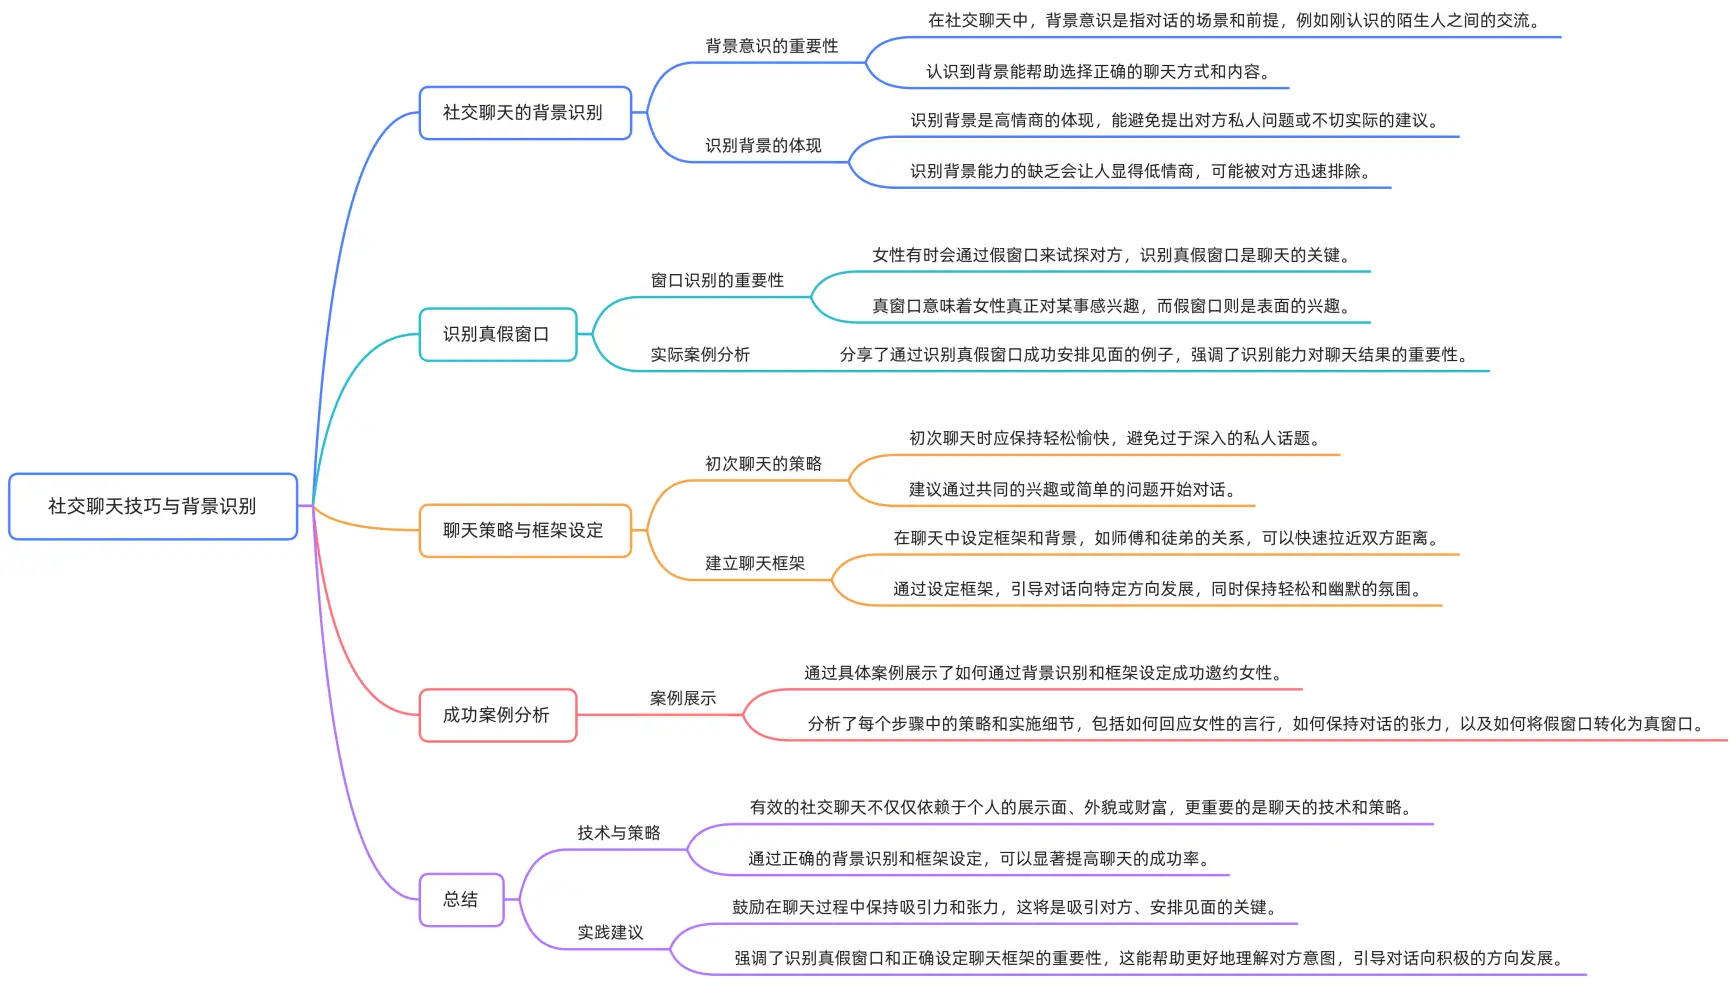 社交聊天技巧与背景识别
社交聊天的背景识别
背景意识的重要性
在社交聊天中，背景意识是指对话的场景和前提，例如刚认识的陌生人之间的交流。
认识到背景能帮助选择正确的聊天方式和内容。
识别背景的体现
识别背景是高情商的体现，能避免提出对方私人问题或不切实际的建议。
识别背景能力的缺乏会让人显得低情商，可能被对方迅速排除。
识别真假窗口
窗口识别的重要性
女性有时会通过假窗口来试探对方，识别真假窗口是聊天的关键。
真窗口意味着女性真正对某事感兴趣，而假窗口则是表面的兴趣。
实际案例分析
分享了通过识别真假窗口成功安排见面的例子，强调了识别能力对聊天结果的重要性。
聊天策略与框架设定
初次聊天的策略
初次聊天时应保持轻松愉快，避免过于深入的私人话题。
建议通过共同的兴趣或简单的问题开始对话。
建立聊天框架
在聊天中设定框架和背景，如师傅和徒弟的关系，可以快速拉近双方距离。
通过设定框架，引导对话向特定方向发展，同时保持轻松和幽默的氛围。
成功案例分析
案例展示
通过具体案例展示了如何通过背景识别和框架设定成功邀约女性。
分析了每个步骤中的策略和实施细节，包括如何回应女性的言行，如何保持对话的张力，以及如何将假窗口转化为真窗口。
总结
技术与策略
有效的社交聊天不仅仅依赖于个人的展示面、外貌或财富，更重要的是聊天的技术和策略。
通过正确的背景识别和框架设定，可以显著提高聊天的成功率。
实践建议
鼓励在聊天过程中保持吸引力和张力，这将是吸引对方、安排见面的关键。
强调了识别真假窗口和正确设定聊天框架的重要性，这能帮助更好地理解对方意图，引导对话向积极的方向发展。